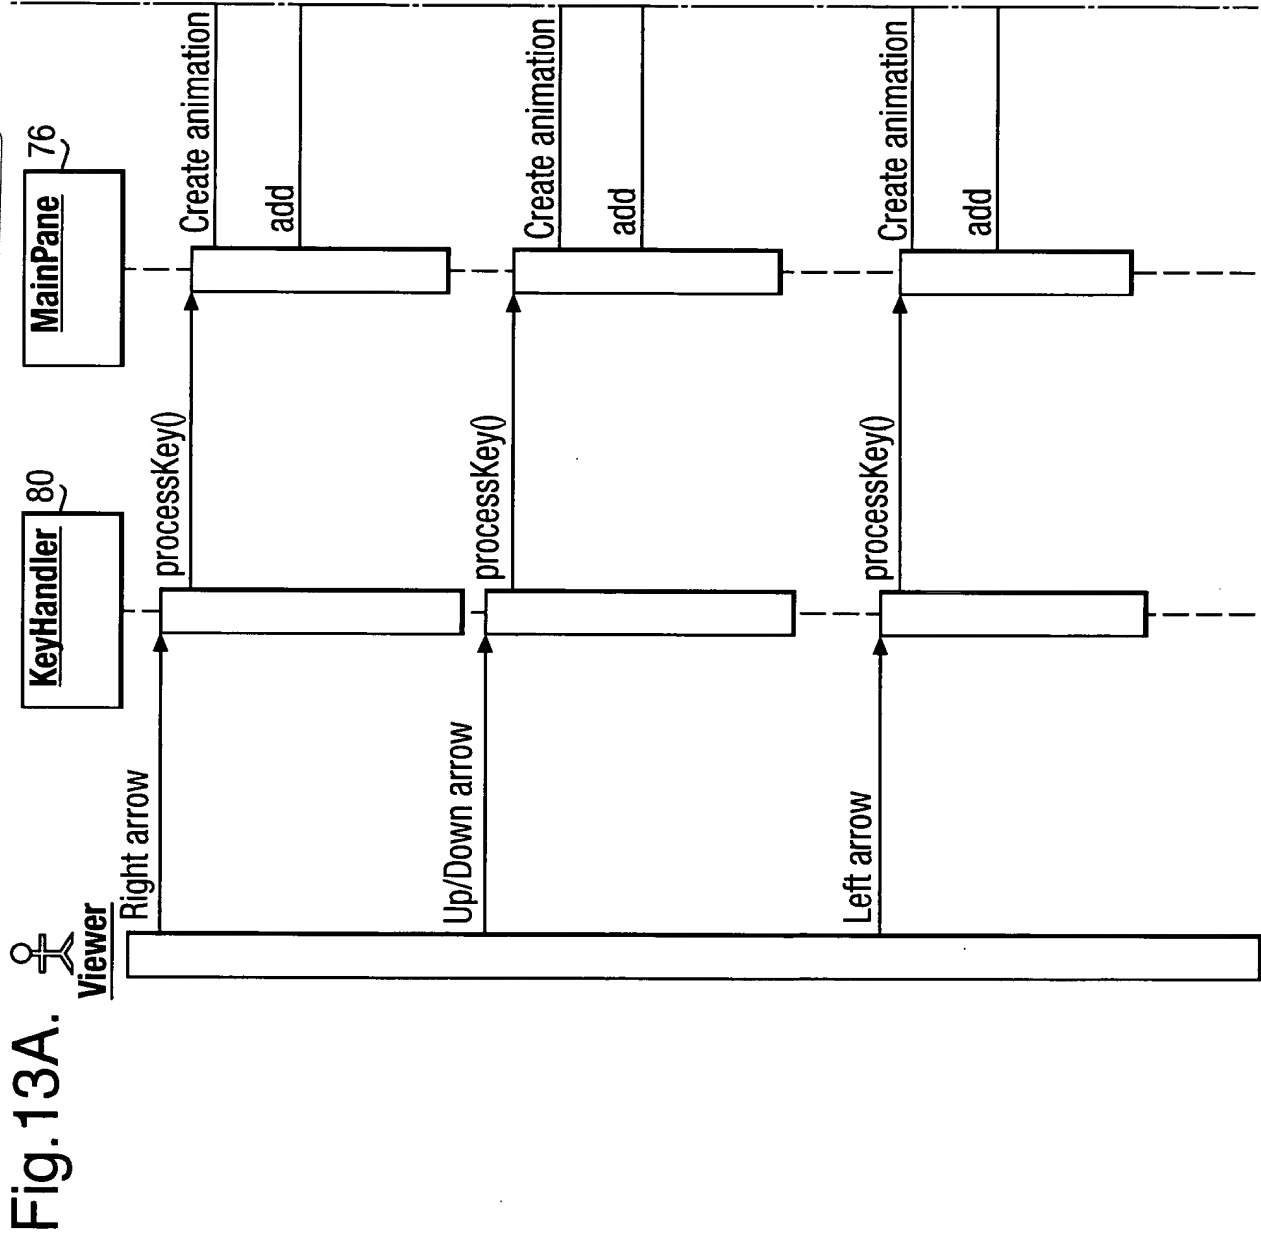 Fig.13A.
Viewer
KeyHandler
80
MainPane
76
Right arrow
processKey()
Create animation
add
Up/Down arrow
processKey()
Create animation
add
Left arrow
processKey()
Create animation
add